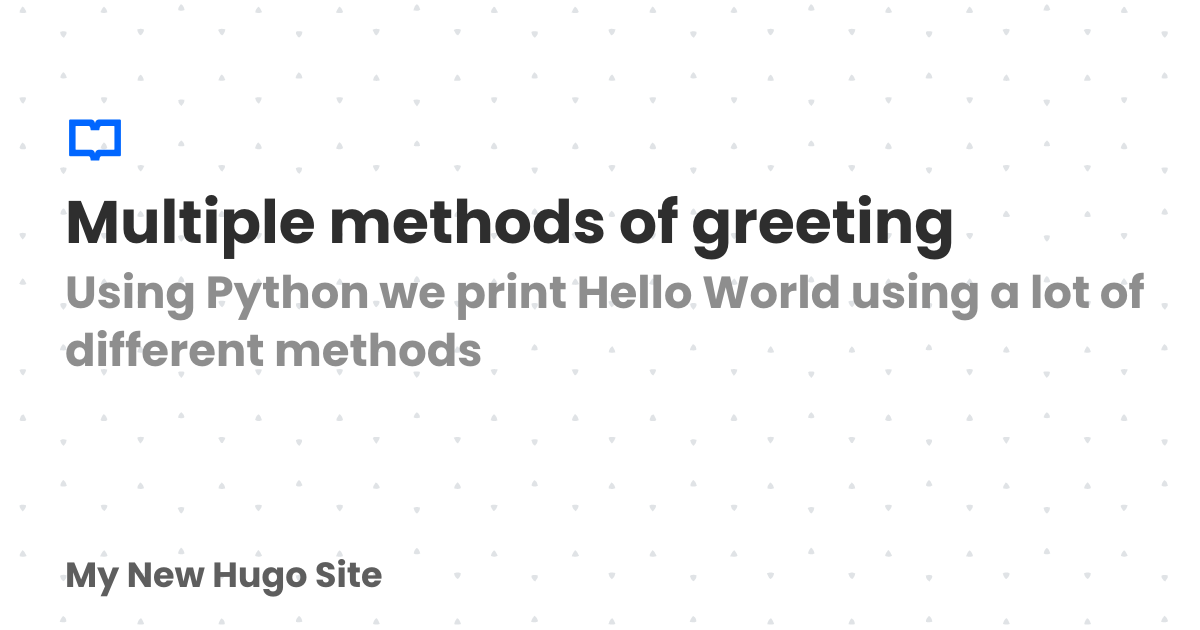 Multiple methods of greeting
Using Python we print Hello World using a lot of
different methods
My New Hugo Site